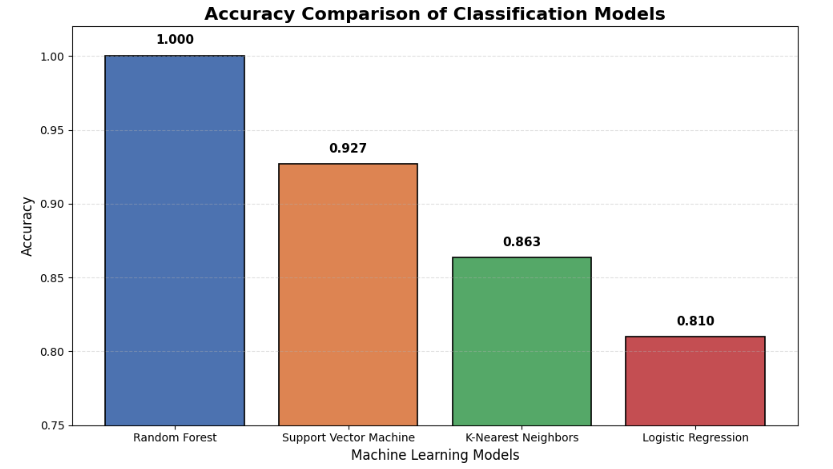 Accuracy Comparison of Classification Models
1.000
0.927
0.863
0.810
1.00
0.95
0.90
0.85
0.80
0.75
Accuracy
Random Forest
Support Vector Machine
K-Nearest Neighbors
Logistic Regression
Machine Learning Models